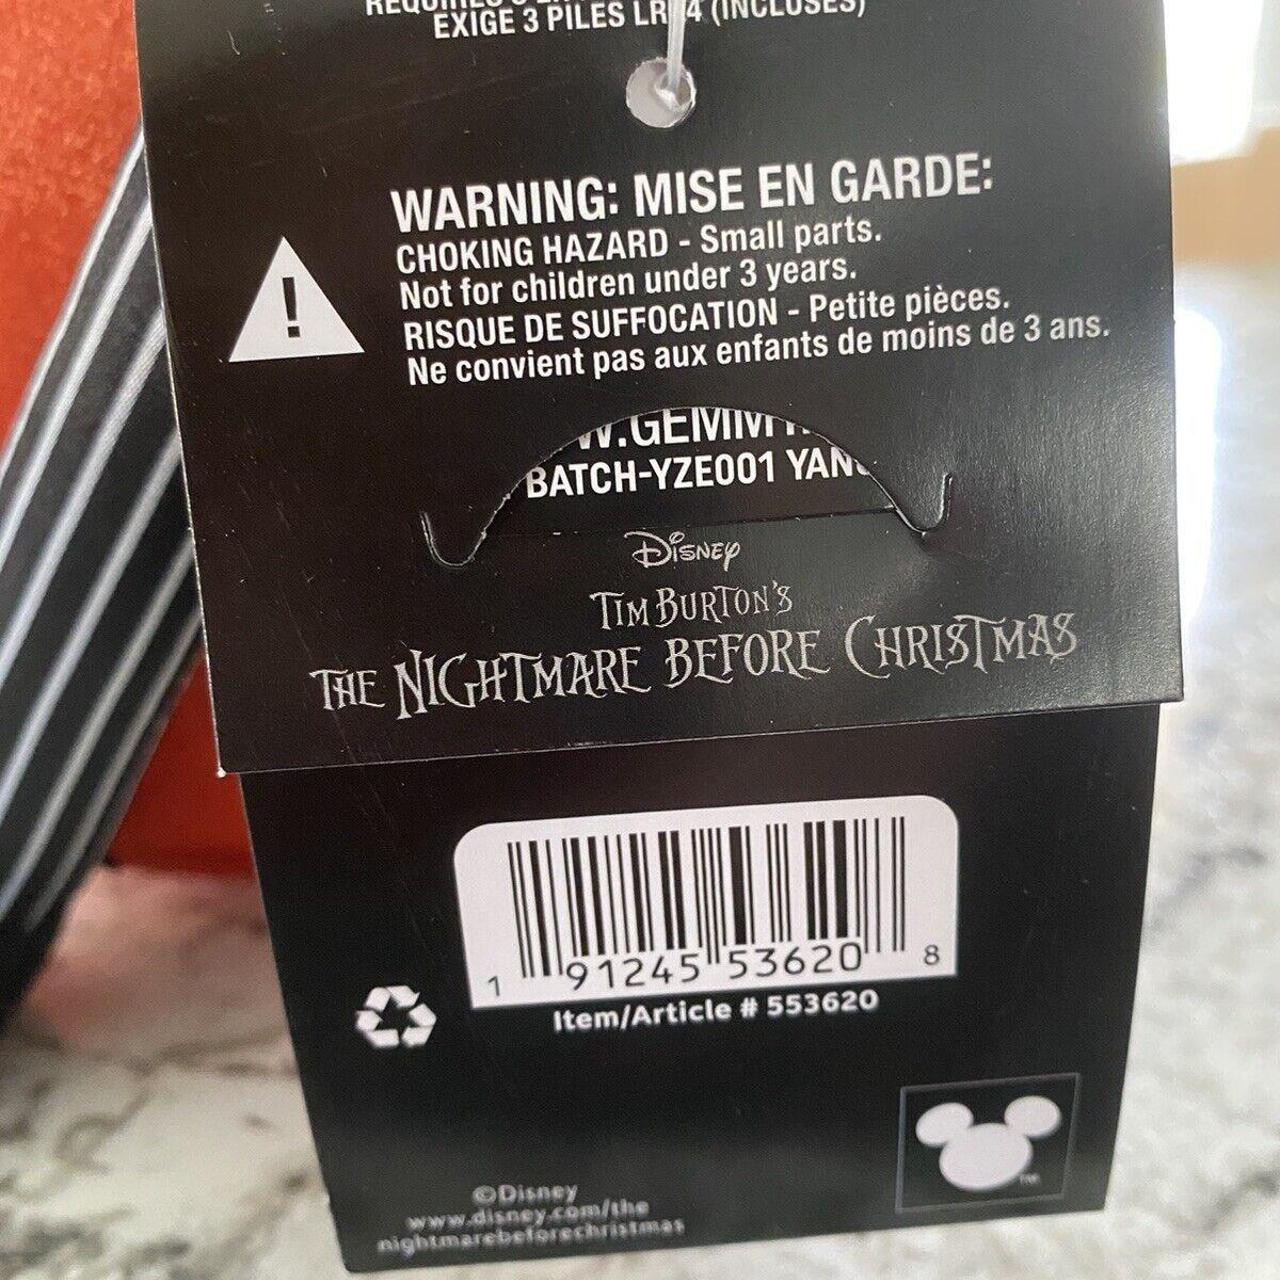 EXIGE 3 PILES LR 4 (INCLUSES)
WARNING: MISE EN GARDE:
CHOKING HAZARD - Small parts.
Not for children under 3 years.
RISQUE DE SUFFOCATION - Petite pièces.
Ne convient pas aux enfants de moins de 3 ans.
!
BATCH-YZE001
Disney
TIM BURTON'S
THE NIGHTMARE BEFORE CHRISTMAS
1 91245 53620 8
Item/Article # 553620
TM
©Disney
www.disney.com/the
nightmarebeforechristmas